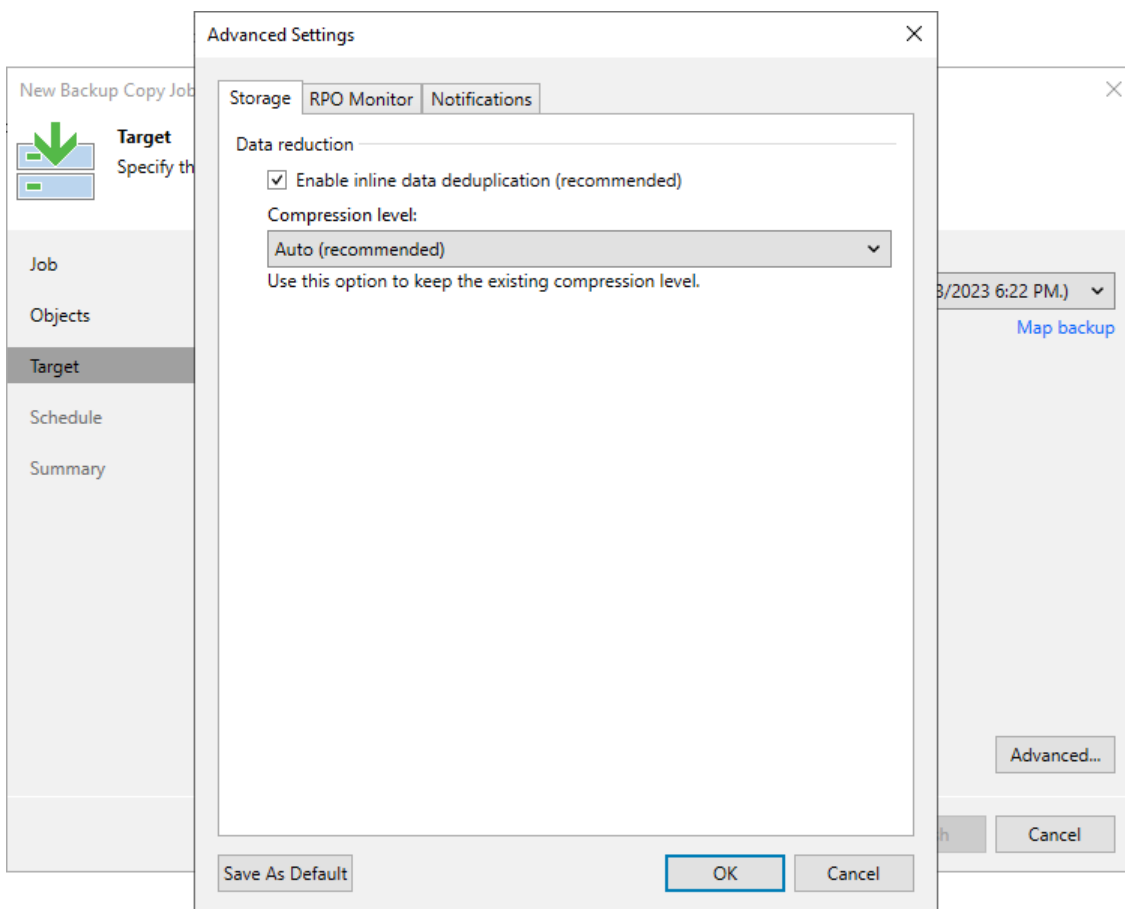 Advanced Settings
New Backup Copy Job
Target
Specify
Storage
RPO Monitor
Notifications
Data reduction
Enable inline data deduplication (recommended)
Compression level:
Auto (recommended)
Use this option to keep the existing compression level.
Job
Objects
Target
Schedule
Summary
/2023 6:22 PM.)
Map backup
Advanced...
Cancel
Save As Default
OK
Cancel